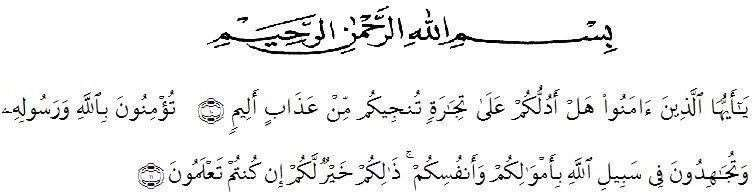 بِسْمِ اللهِ الرَّحْمٰنِ الرَّحِيْمِ
يَـٰٓأَيُّهَا ٱلَّذِينَ ءَامَنُوا۟ هَلْ أَدُلُّكُمْ عَلَىٰ تِجَـٰرَةٍ تُنجِيكُم مِّنْ عَذَابٍ أَلِيمٍ تُؤْمِنُونَ بِٱللَّهِ وَرَسُولِهِۦ
وَتُجَـٰهِدُونَ فِى سَبِيلِ ٱللَّهِ بِأَمْوَٰلِكُمْ وَأَنفُسِكُمْ ۚ ذَٰلِكُمْ خَيْرٌ لَّكُمْ إِن كُنتُمْ تَعْلَمُونَ